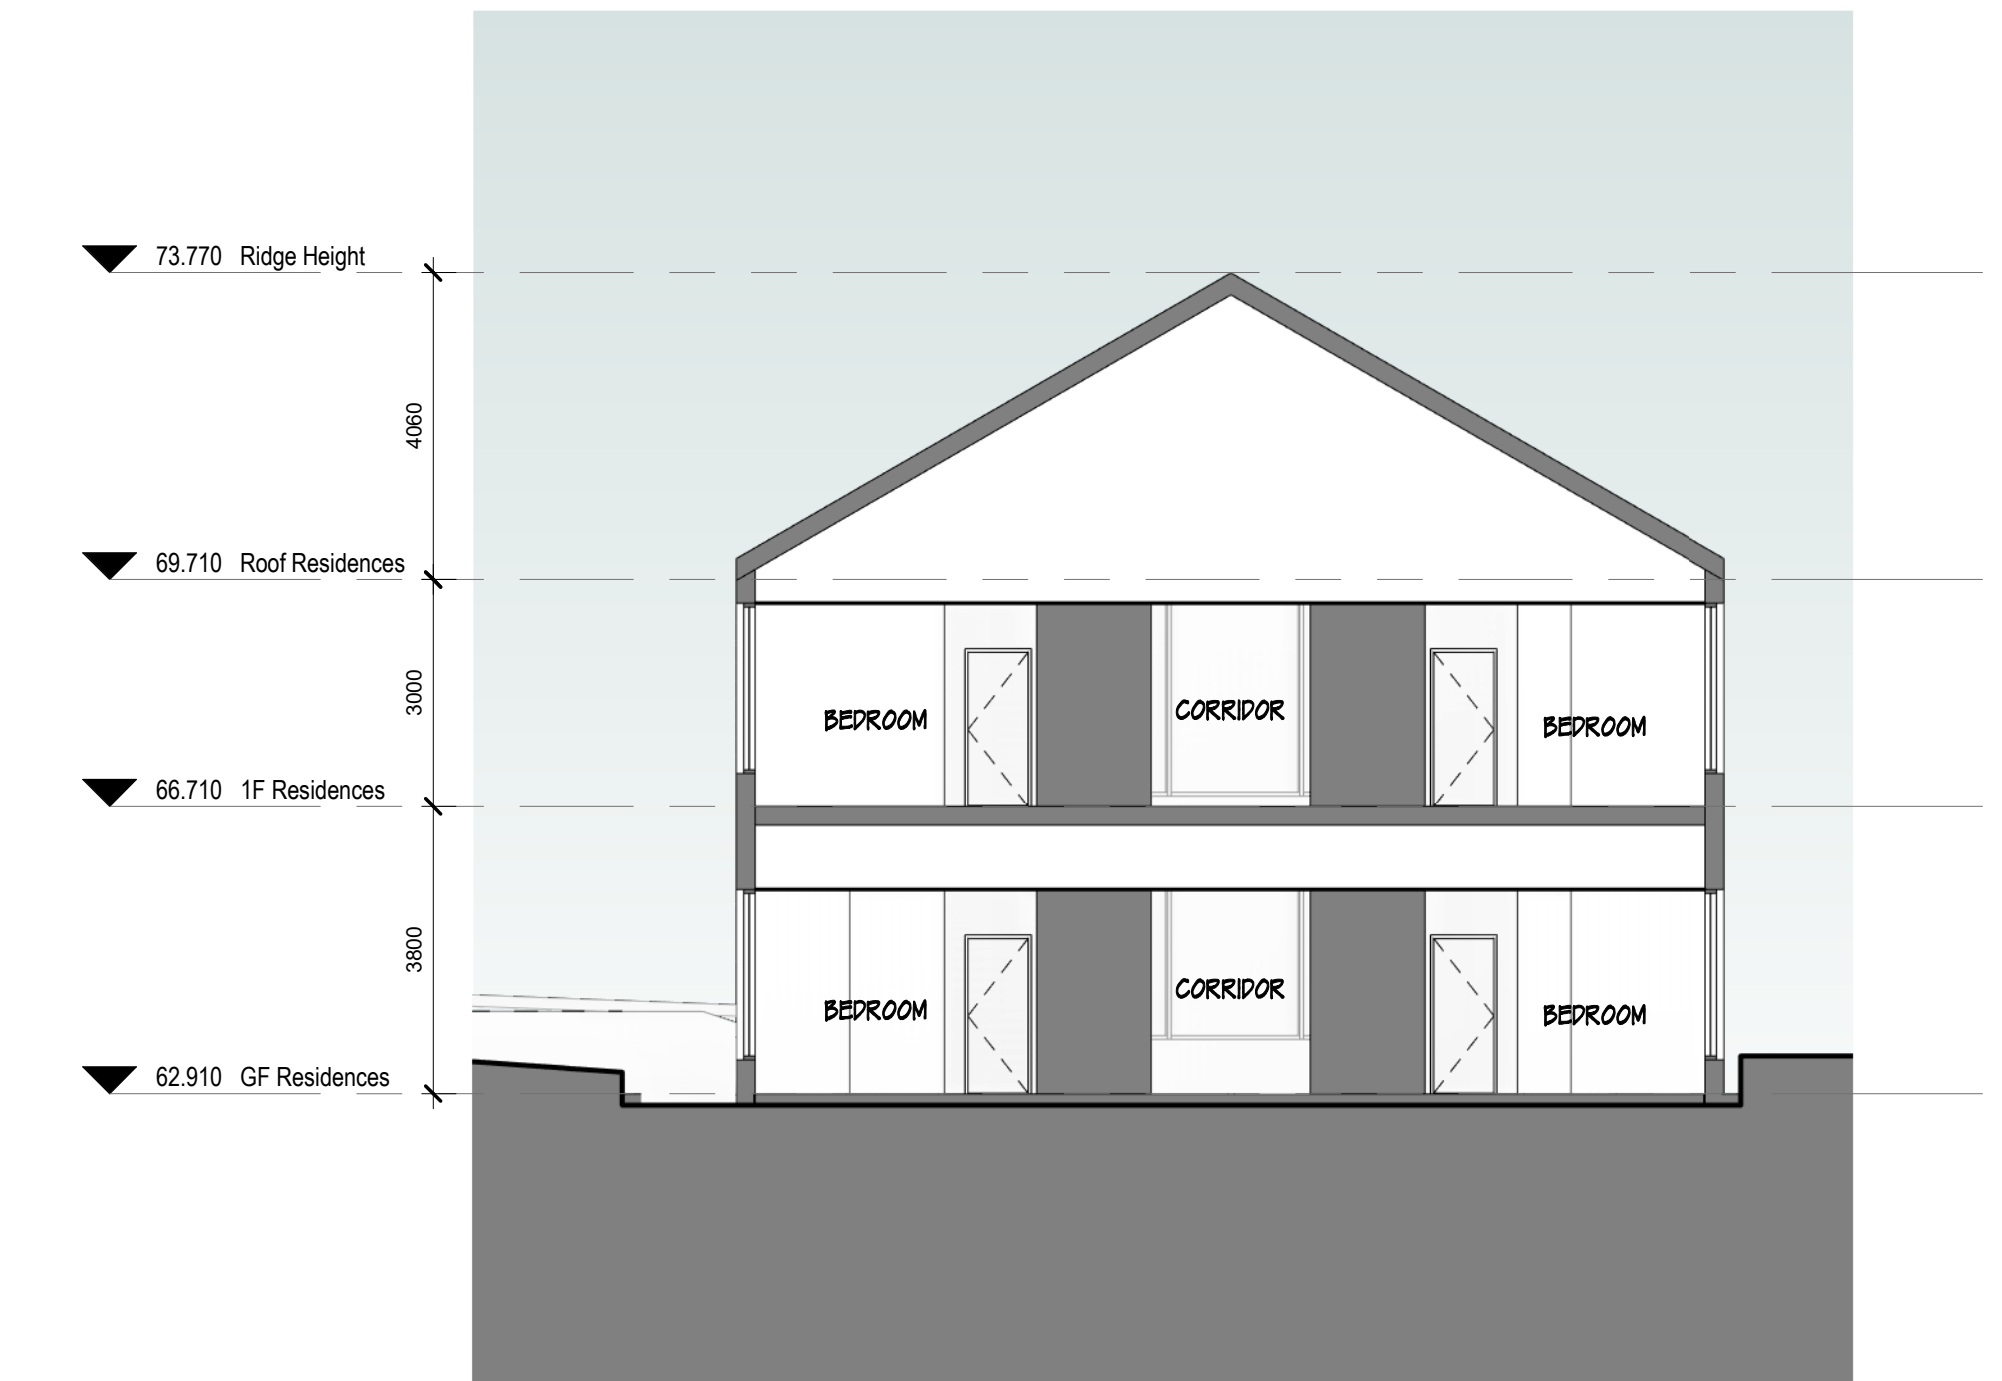 73.770 Ridge Height
4060
69.710 Roof Residences
3000
BEDROOM
CORRIDOR
BEDROOM
66.710 1F Residences
3800
BEDROOM
CORRIDOR
BEDROOM
62.910 GF Residences